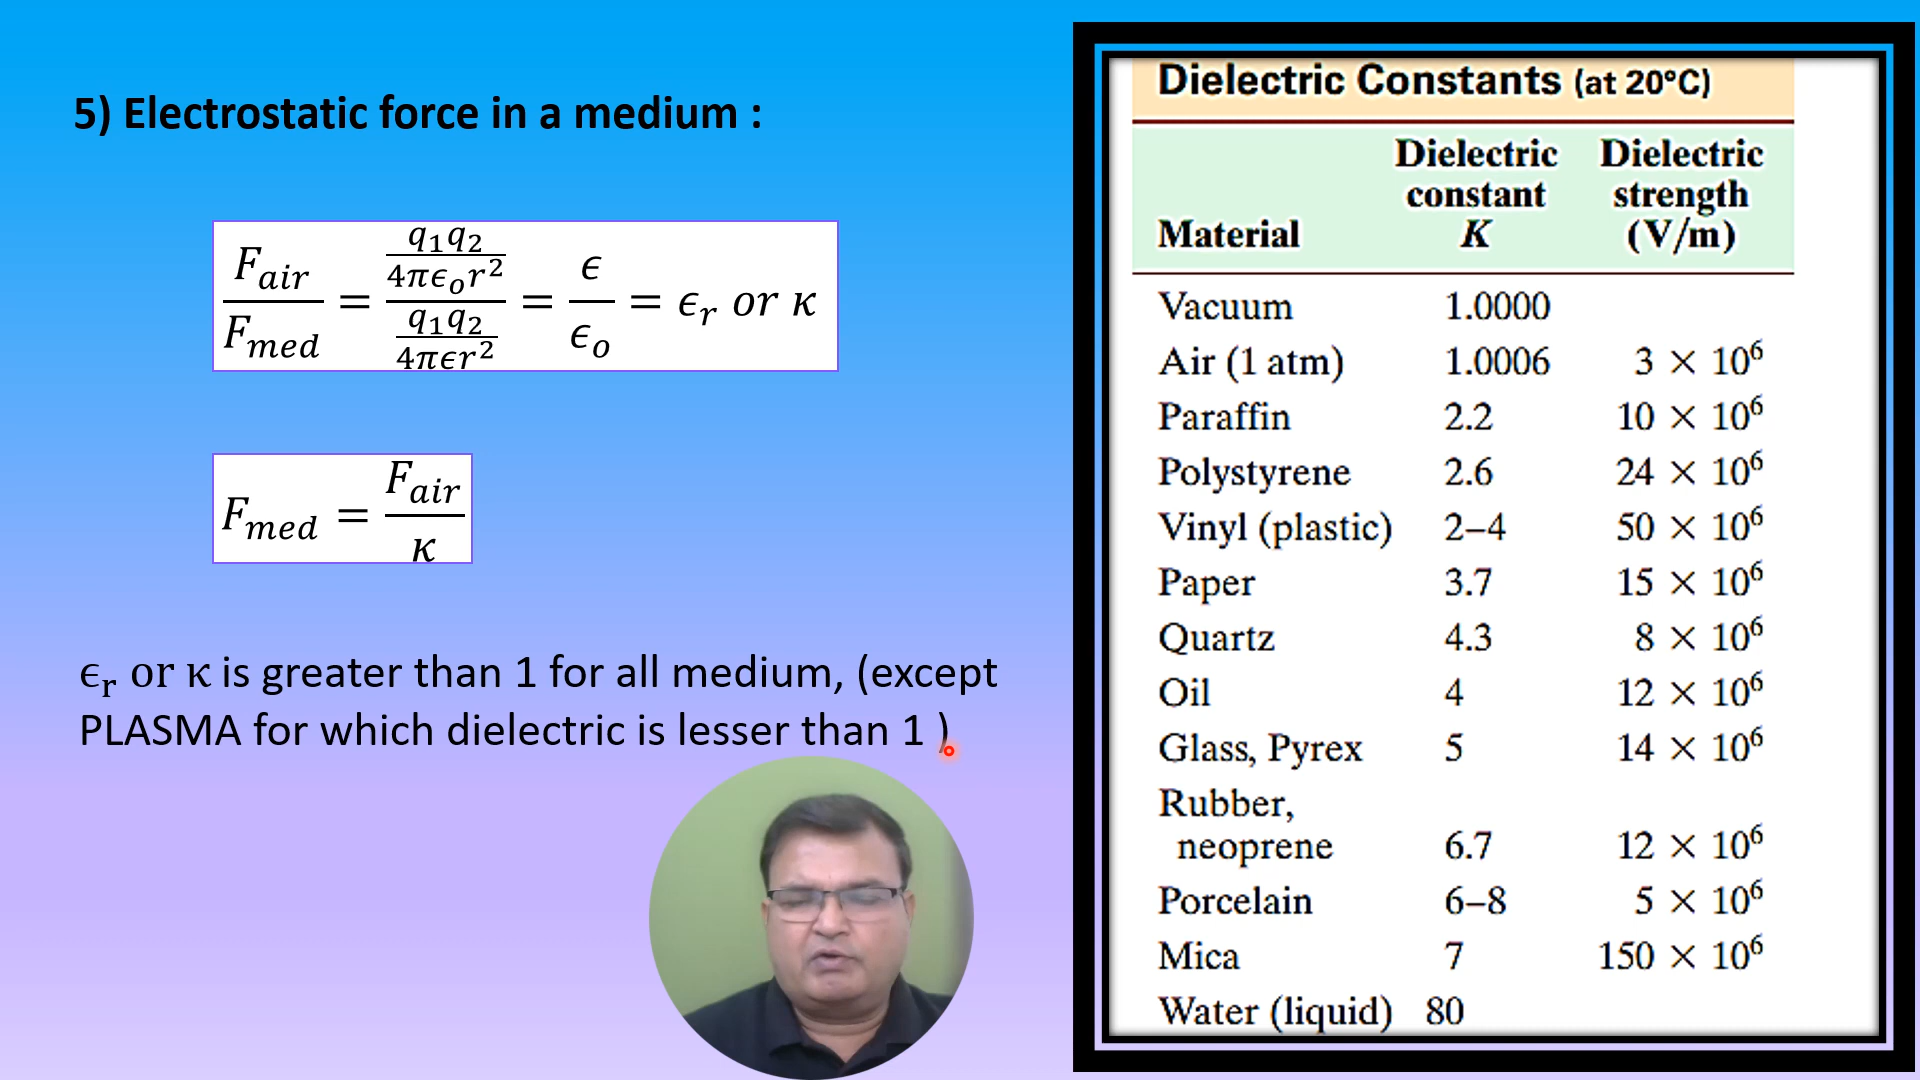 5) Electrostatic force in a medium :
F_air / F_med = (q₁q₂ / 4πϵₒr²) / (q₁q₂ / 4πϵr²) = ϵ / ϵₒ = ϵᵣ or κ
F_med = F_air / κ
ϵᵣ or κ is greater than 1 for all medium, (except
PLASMA for which dielectric is lesser than 1 )
Dielectric Constants (at 20°C)
Material Dielectric constant K Dielectric strength (V/m)
Vacuum 1.0000
Air (1 atm) 1.0006 3 × 10⁶
Paraffin 2.2 10 × 10⁶
Polystyrene 2.6 24 × 10⁶
Vinyl (plastic) 2–4 50 × 10⁶
Paper 3.7 15 × 10⁶
Quartz 4.3 8 × 10⁶
Oil 4 12 × 10⁶
Glass, Pyrex 5 14 × 10⁶
Rubber,
neoprene 6.7 12 × 10⁶
Porcelain 6–8 5 × 10⁶
Mica 7 150 × 10⁶
Water (liquid) 80